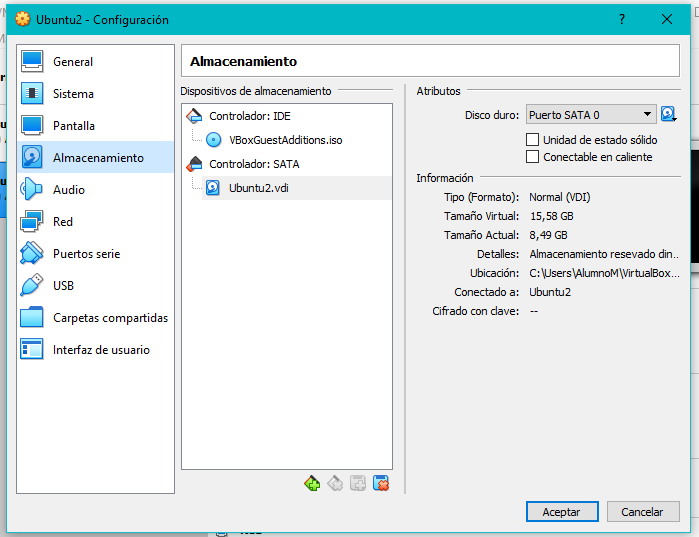 Ubuntu2 - Configuración
?
General
Sistema
Pantalla
Almacenamiento
Audio
Red
Puertos serie
USB
Carpetas compartidas
Interfaz de usuario
Almacenamiento
Dispositivos de almacenamiento
Controlador: IDE
VBoxGuestAdditions.iso
Controlador: SATA
Ubuntu2.vdi
Atributos
Disco duro: Puerto SATA 0
Unidad de estado sólido
Conectable en caliente
Información
Tipo (Formato): Normal (VDI)
Tamaño Virtual: 15,58 GB
Tamaño Actual: 8,49 GB
Detalles: Almacenamiento resevado din...
Ubicación: C:\Users\AlumnoM\VirtualBox...
Conectado a: Ubuntu2
Cifrado con clave: --
Aceptar
Cancelar